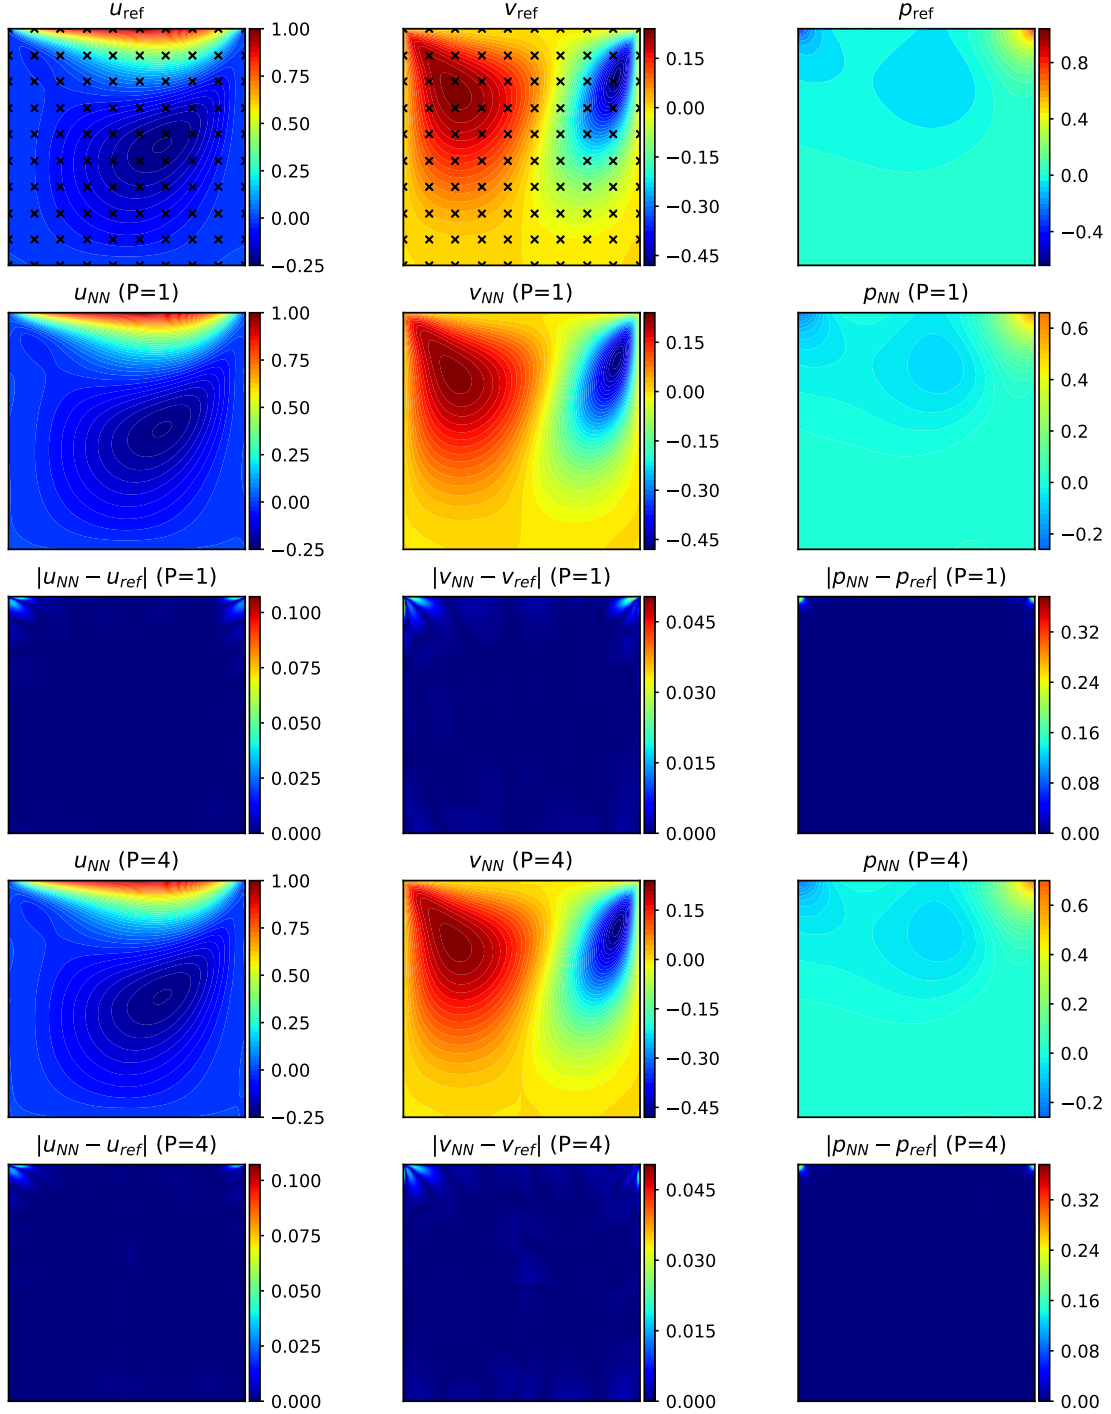 u_ref v_ref p_ref
1.00 0.75 0.50 0.25 0.00 −0.25
0.15 0.00 −0.15 −0.30 −0.45
0.8 0.4 0.0 −0.4
u_NN (P=1) v_NN (P=1) p_NN (P=1)
1.00 0.75 0.50 0.25 0.00 −0.25
0.15 0.00 −0.15 −0.30 −0.45
0.6 0.4 0.2 0.0 −0.2
|u_NN − u_ref| (P=1) |v_NN − v_ref| (P=1) |p_NN − p_ref| (P=1)
0.100 0.075 0.050 0.025 0.000
0.045 0.030 0.015 0.000
0.32 0.24 0.16 0.08 0.00
u_NN (P=4) v_NN (P=4) p_NN (P=4)
1.00 0.75 0.50 0.25 0.00 −0.25
0.15 0.00 −0.15 −0.30 −0.45
0.6 0.4 0.2 0.0 −0.2
|u_NN − u_ref| (P=4) |v_NN − v_ref| (P=4) |p_NN − p_ref| (P=4)
0.100 0.075 0.050 0.025 0.000
0.045 0.030 0.015 0.000
0.32 0.24 0.16 0.08 0.00